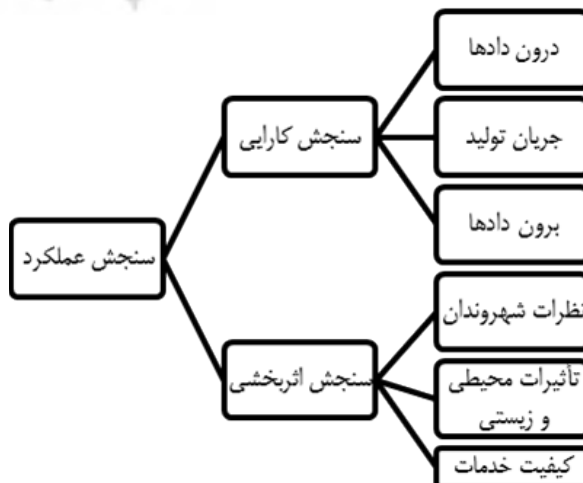 سنجش عملکرد
سنجش کارایی
درون دادها
جریان تولید
برون دادها
سنجش اثربخشی
نظرات شهروندان
تأثیرات محیطی
و زیستی
کیفیت خدمات